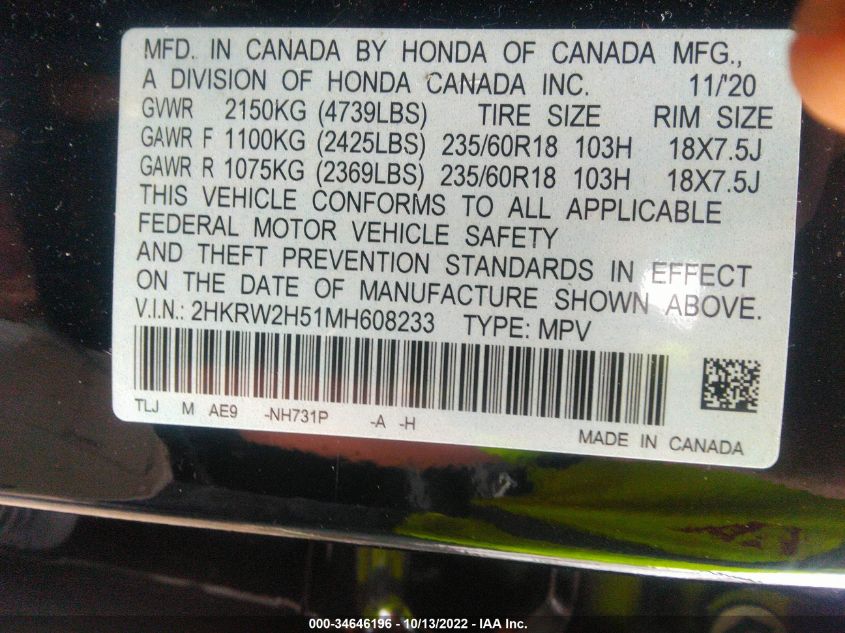 MFD. IN CANADA BY HONDA OF CANADA MFG.,
A DIVISION OF HONDA CANADA INC. 11/'20
GVWR 2150KG (4739LBS) TIRE SIZE RIM SIZE
GAWR F 1100KG (2425LBS) 235/60R18 103H 18X7.5J
GAWR R 1075KG (2369LBS) 235/60R18 103H 18X7.5J
THIS VEHICLE CONFORMS TO ALL APPLICABLE
FEDERAL MOTOR VEHICLE SAFETY
AND THEFT PREVENTION STANDARDS IN EFFECT
ON THE DATE OF MANUFACTURE SHOWN ABOVE.
V.I.N.: 2HKRW2H51MH608233 TYPE: MPV
TLJ M AE9 -NH731P -A -H
MADE IN CANADA
000-34646196 - 10/13/2022 - IAA Inc.